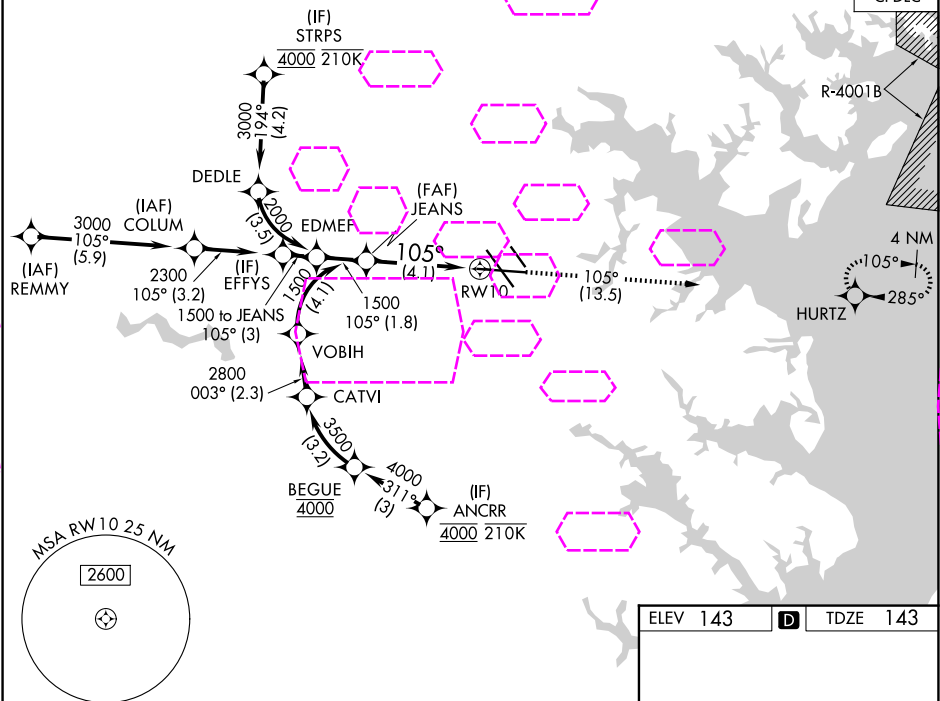 (IF)
STRPS
4000 210K
R-4001B
3000
194°
(4.2)
DEDLE
2000
(3.5)
(IAF)
COLUM
(FAF)
JEANS
EDMEF
3000
105°
(5.9)
(IAF)
REMMY
2300
105° (3.2)
(IF)
EFFYS
105°
(4.1)
RW10
105°
(13.5)
4 NM
105°
285°
HURTZ
1500 to JEANS
105° (3)
1500
(4.1)
1500
105° (1.8)
VOBIH
2800
003° (2.3)
CATVI
3500
(3.2)
BEGUE
4000
4000
311°
(3)
(IF)
ANCRR
4000 210K
MSA RW10 25 NM
2600
ELEV 143 D TDZE 143